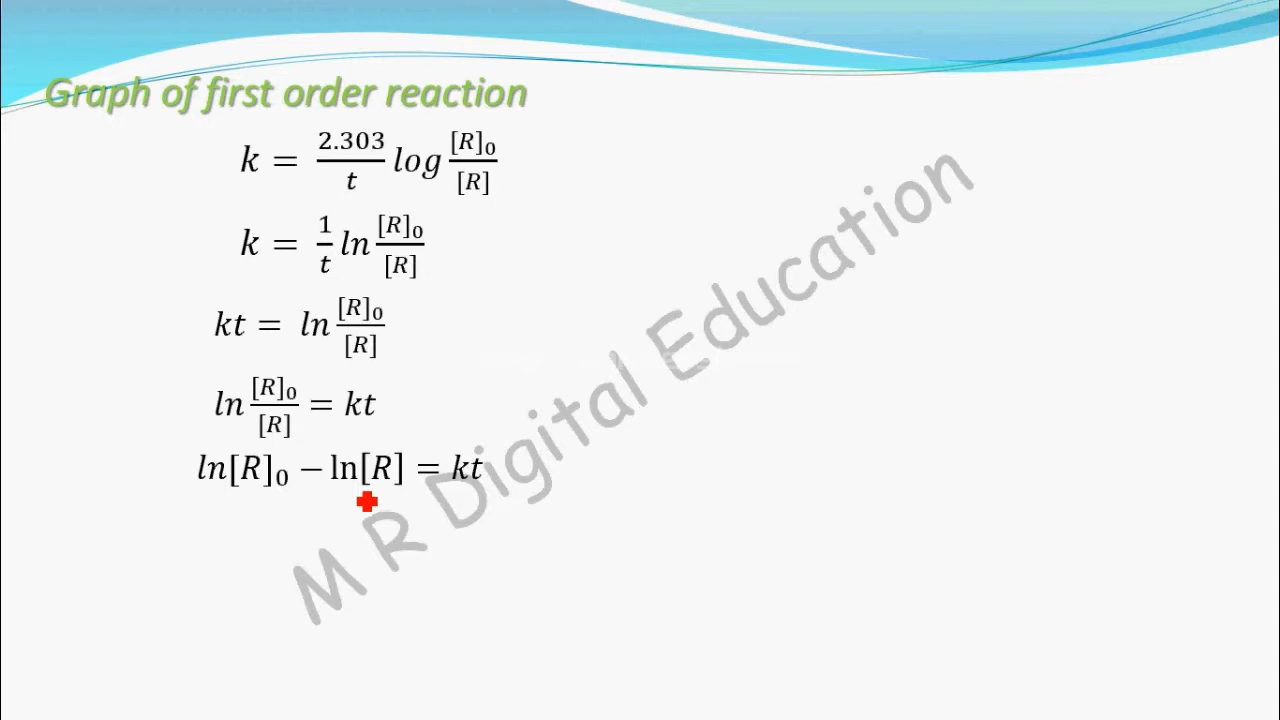 Graph of first order reaction
k = 2.303/t log [R]₀/[R]
k = 1/t ln [R]₀/[R]
kt = ln [R]₀/[R]
ln [R]₀/[R] = kt
ln[R]₀ − ln[R] = kt
M R Digital Education